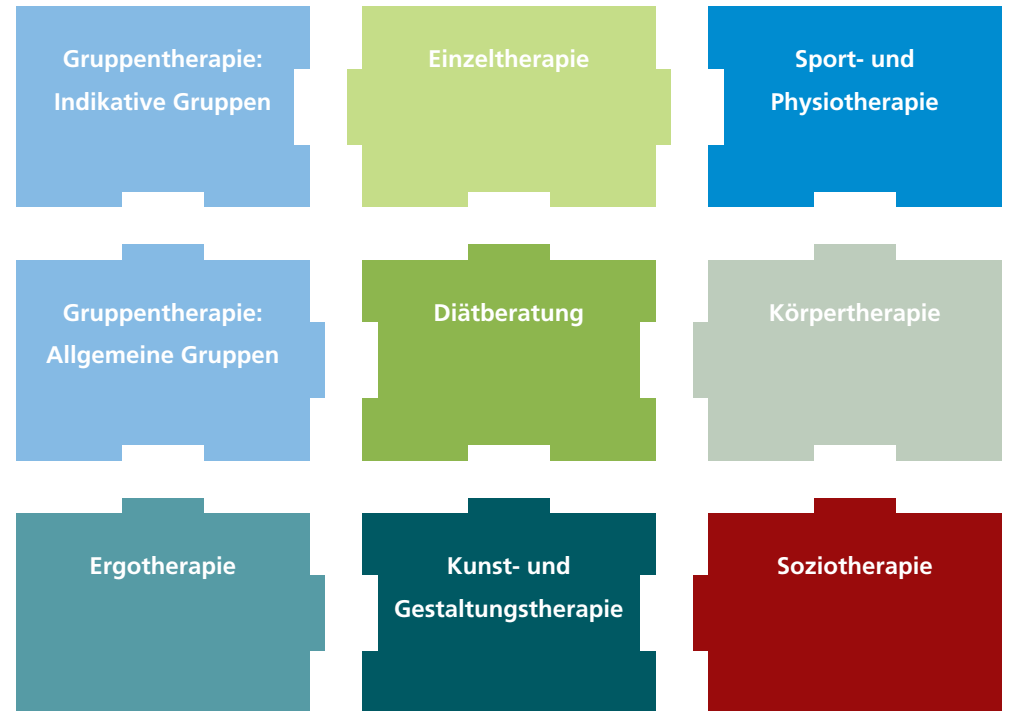 Gruppentherapie:
Indikative Gruppen
Einzeltherapie
Sport- und
Physiotherapie
Gruppentherapie:
Allgemeine Gruppen
Diätberatung
Körpertherapie
Ergotherapie
Kunst- und
Gestaltungstherapie
Soziotherapie